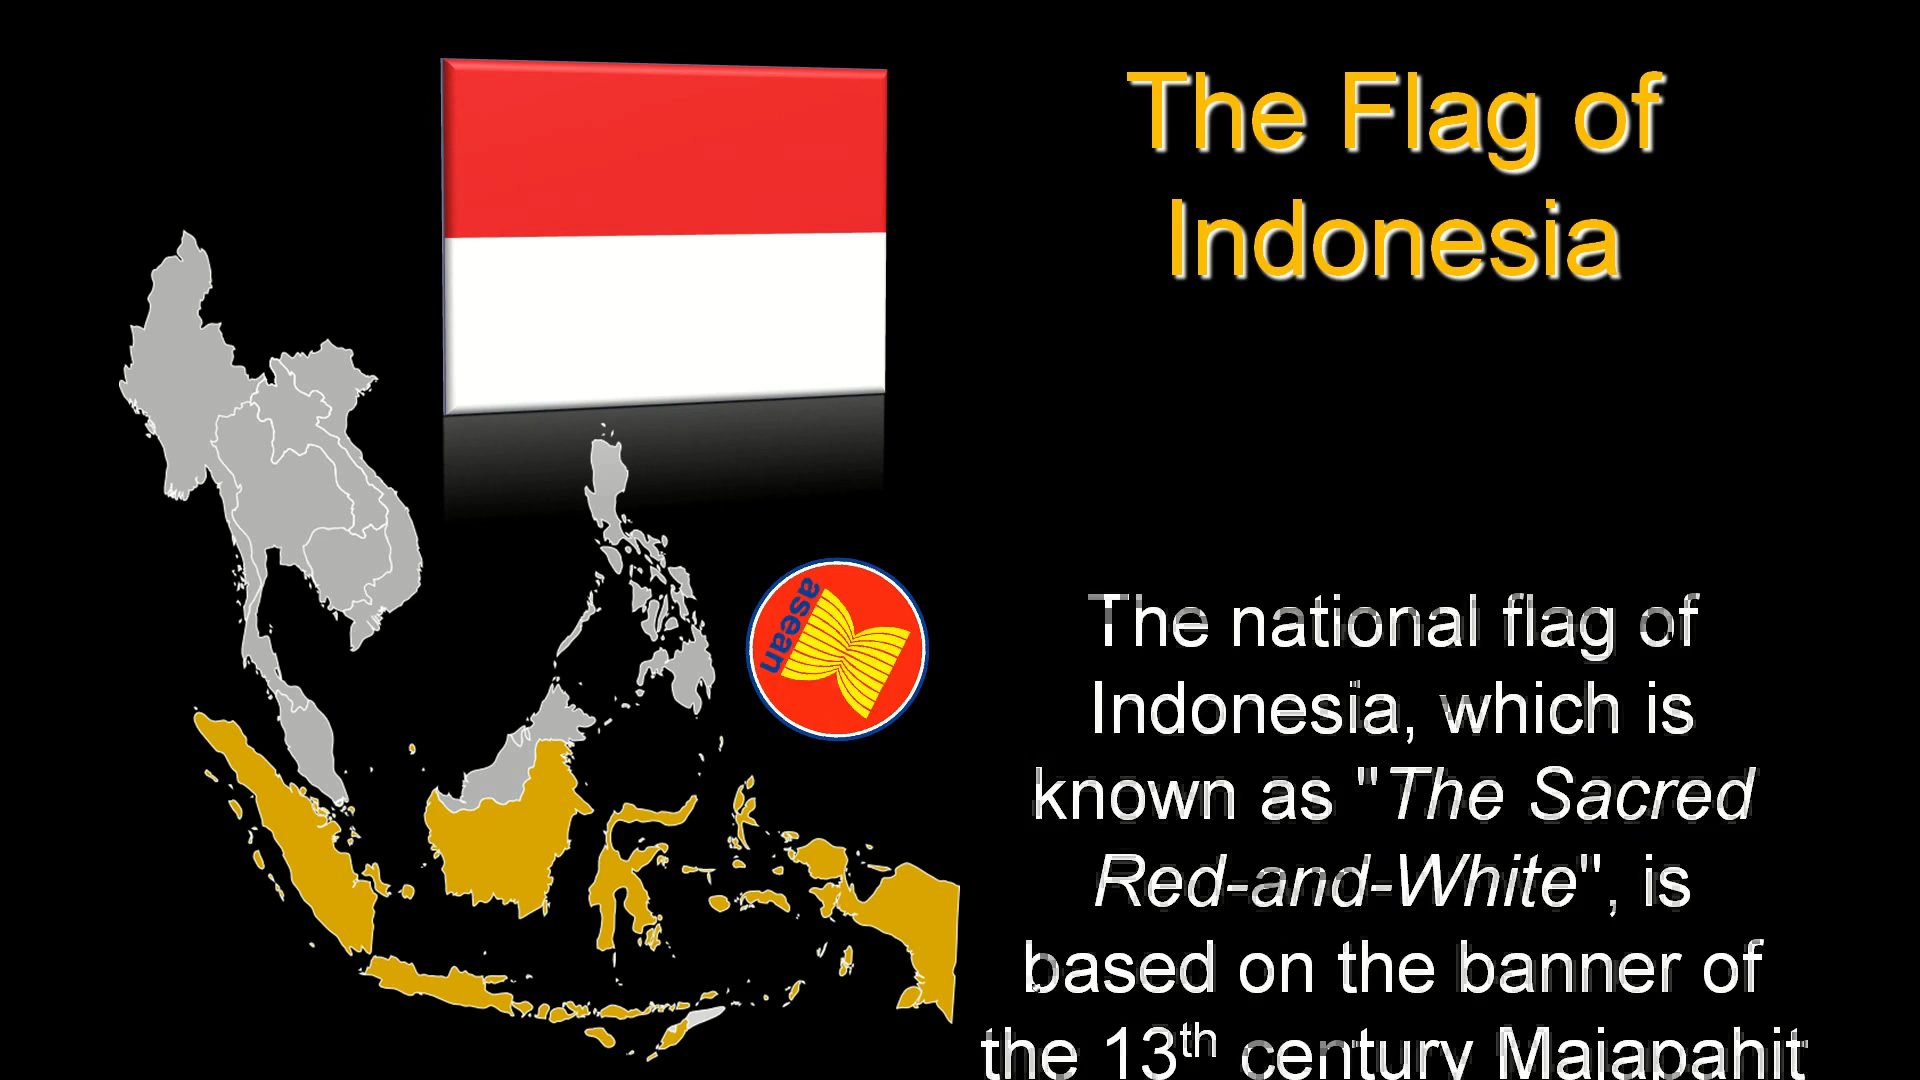 The Flag of
Indonesia
asean
The national flag of
Indonesia, which is
known as "The Sacred
Red-and-White", is
based on the banner of
the 13th century Majapahit